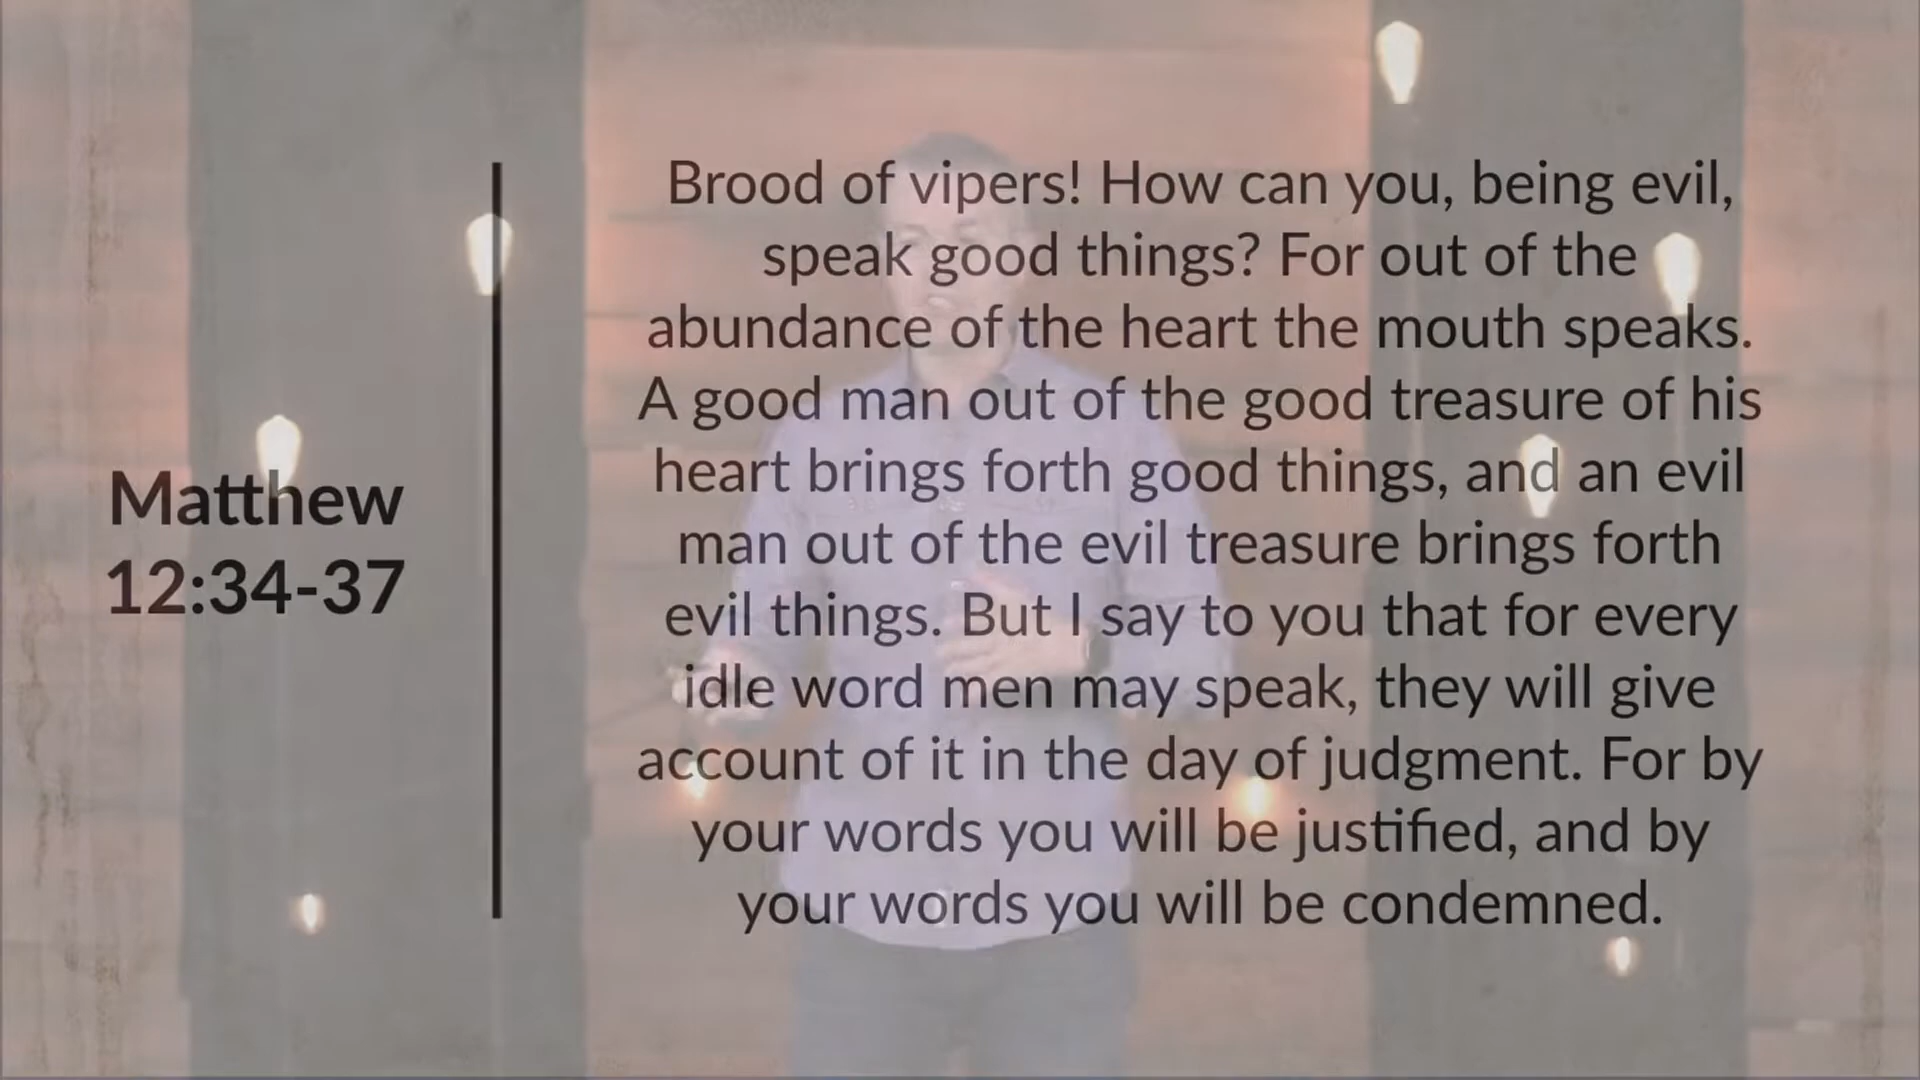 Matthew
12:34-37
Brood of vipers! How can you, being evil,
speak good things? For out of the
abundance of the heart the mouth speaks.
A good man out of the good treasure of his
heart brings forth good things, and an evil
man out of the evil treasure brings forth
evil things. But I say to you that for every
idle word men may speak, they will give
account of it in the day of judgment. For by
your words you will be justified, and by
your words you will be condemned.